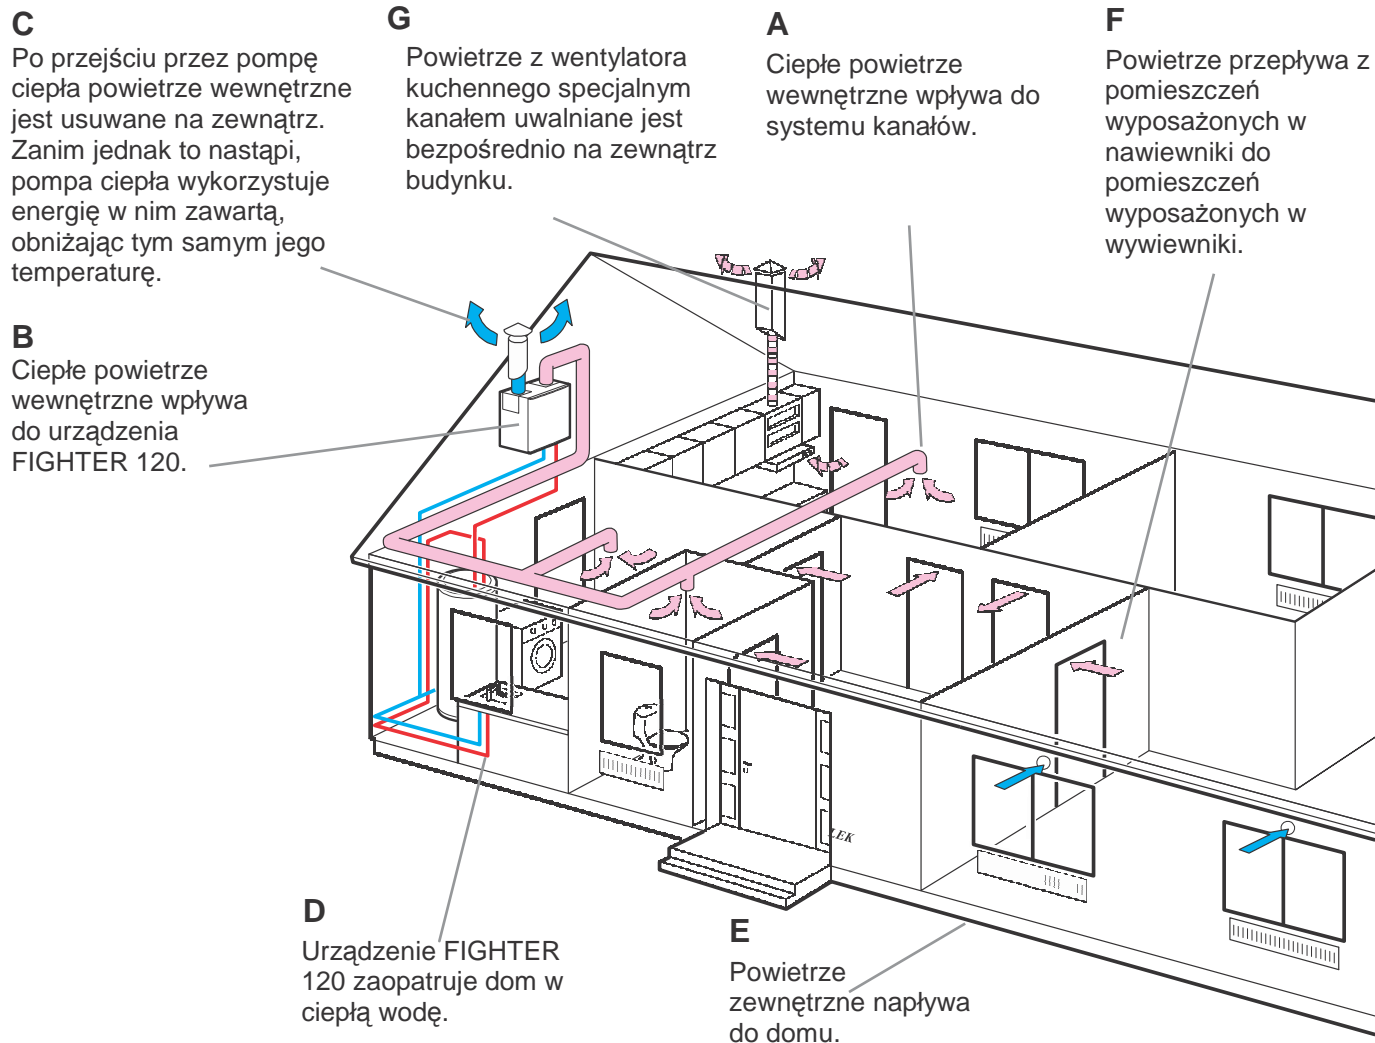 C
Po przejściu przez pompę
ciepła powietrze wewnętrzne
jest usuwane na zewnątrz.
Zanim jednak to nastąpi,
pompa ciepła wykorzystuje
energię w nim zawartą,
obniżając tym samym jego
temperaturę.
G
Powietrze z wentylatora
kuchennego specjalnym
kanałem uwalniane jest
bezpośrednio na zewnątrz
budynku.
A
Ciepłe powietrze
wewnętrzne wpływa do
systemu kanałów.
F
Powietrze przepływa z
pomieszczeń
wyposażonych w
nawiewniki do
pomieszczeń
wyposażonych w
wywiewniki.
B
Ciepłe powietrze
wewnętrzne wpływa
do urządzenia
FIGHTER 120.
LEK
D
Urządzenie FIGHTER
120 zaopatruje dom w
ciepłą wodę.
E
Powietrze
zewnętrzne napływa
do domu.